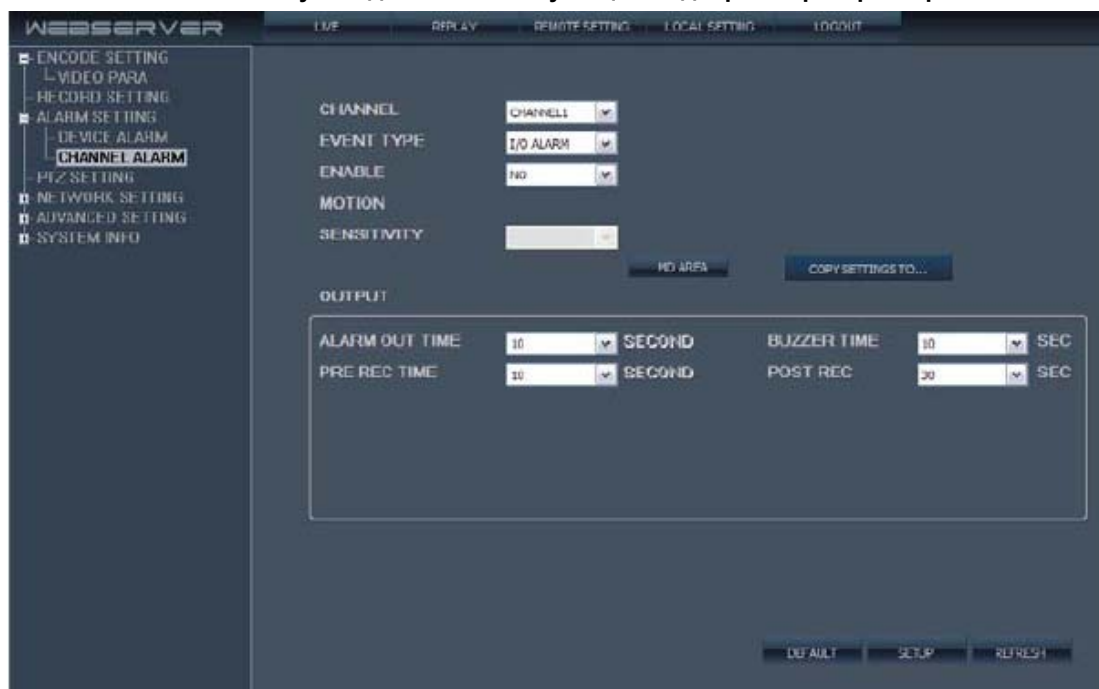 WEBSERVER
LIVE REPLAY REMOTE SETTING LOCAL SETTING LOGOUT
ENCODE SETTING
VIDEO PARA
RECORD SETTING
ALARM SETTING
DEVICE ALARM
CHANNEL ALARM
PTZ SETTING
NETWORK SETTING
ADVANCED SETTING
SYSTEM INFO
CHANNEL CHANNEL1
EVENT TYPE I/O ALARM
ENABLE NO
MOTION
SENSITIVITY
MD AREA COPY SETTINGS TO...
OUTPUT
ALARM OUT TIME 10 SECOND BUZZER TIME 10 SEC
PRE REC TIME 10 SECOND POST REC 30 SEC
DEFAULT SETUP REFRESH